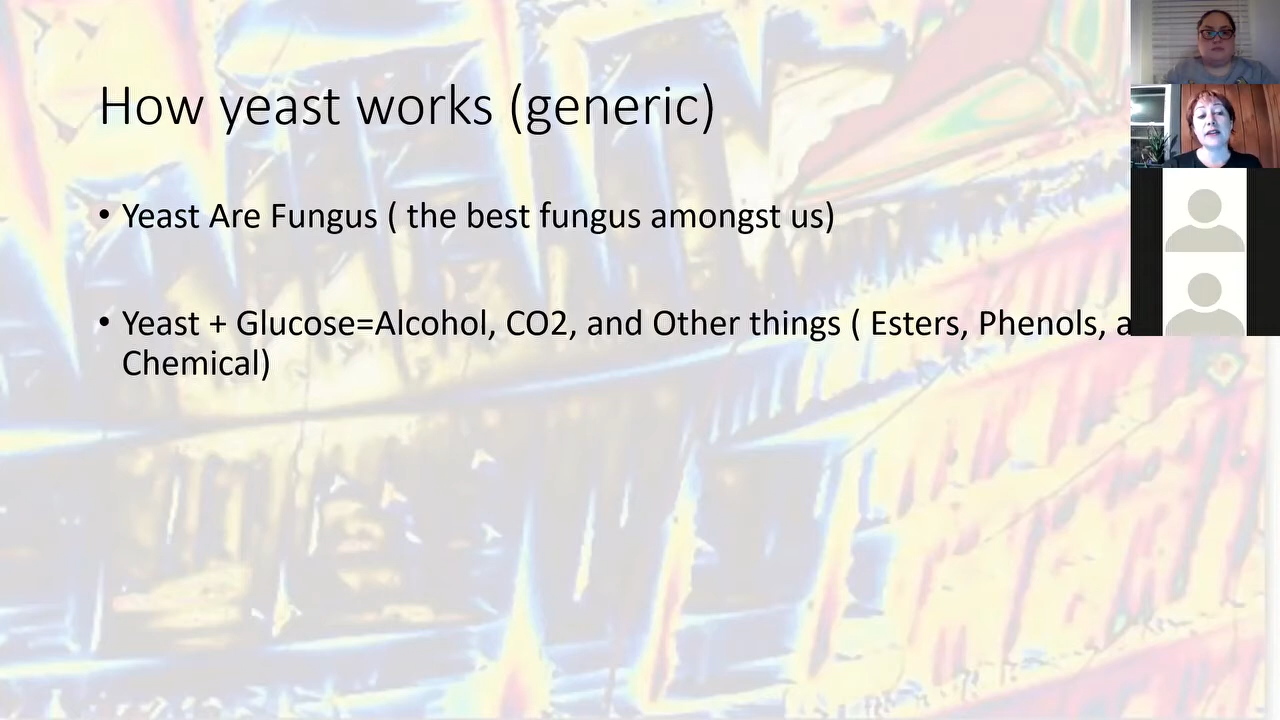 How yeast works (generic)
• Yeast Are Fungus ( the best fungus amongst us)
• Yeast + Glucose=Alcohol, CO2, and Other things ( Esters, Phenols,
Chemical)